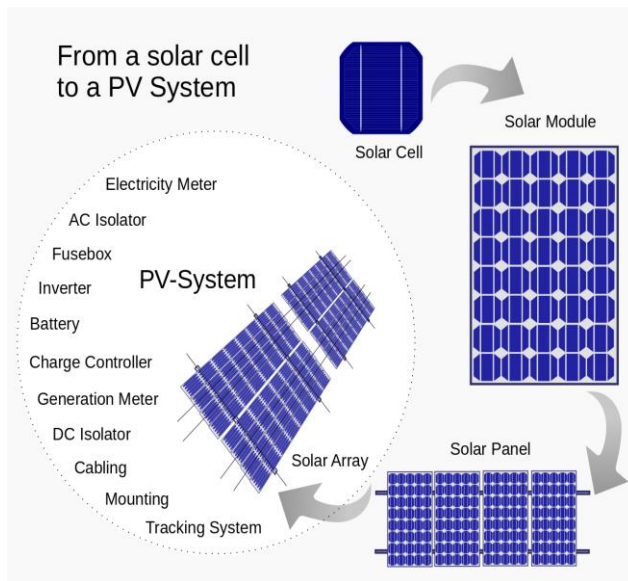 From a solar cell
to a PV System
Solar Cell
Solar Module
Electricity Meter
AC Isolator
Fusebox
Inverter
PV-System
Battery
Charge Controller
Generation Meter
DC Isolator
Cabling
Mounting
Tracking System
Solar Array
Solar Panel